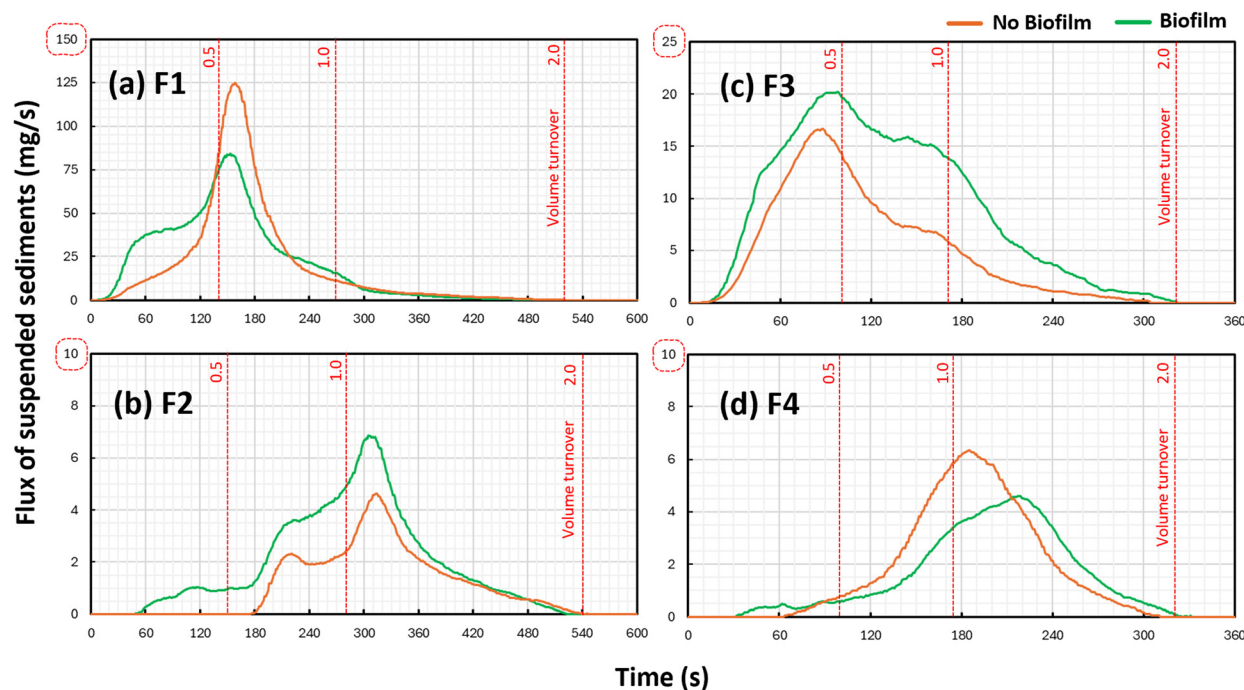 No Biofilm Biofilm
Flux of suspended sediments (mg/s)
150
125
100
75
50
25
0
(a) F1
0.5
1.0
2.0
Volume turnover
0 60 120 180 240 300 360 420 480 540 600
25
20
15
10
5
0
(c) F3
0.5
1.0
2.0
Volume turnover
0 60 120 180 240 300 360
10
8
6
4
2
0
(b) F2
0.5
1.0
2.0
Volume turnover
0 60 120 180 240 300 360 420 480 540 600
10
8
6
4
2
0
(d) F4
0.5
1.0
2.0
Volume turnover
0 60 120 180 240 300 360
Time (s)